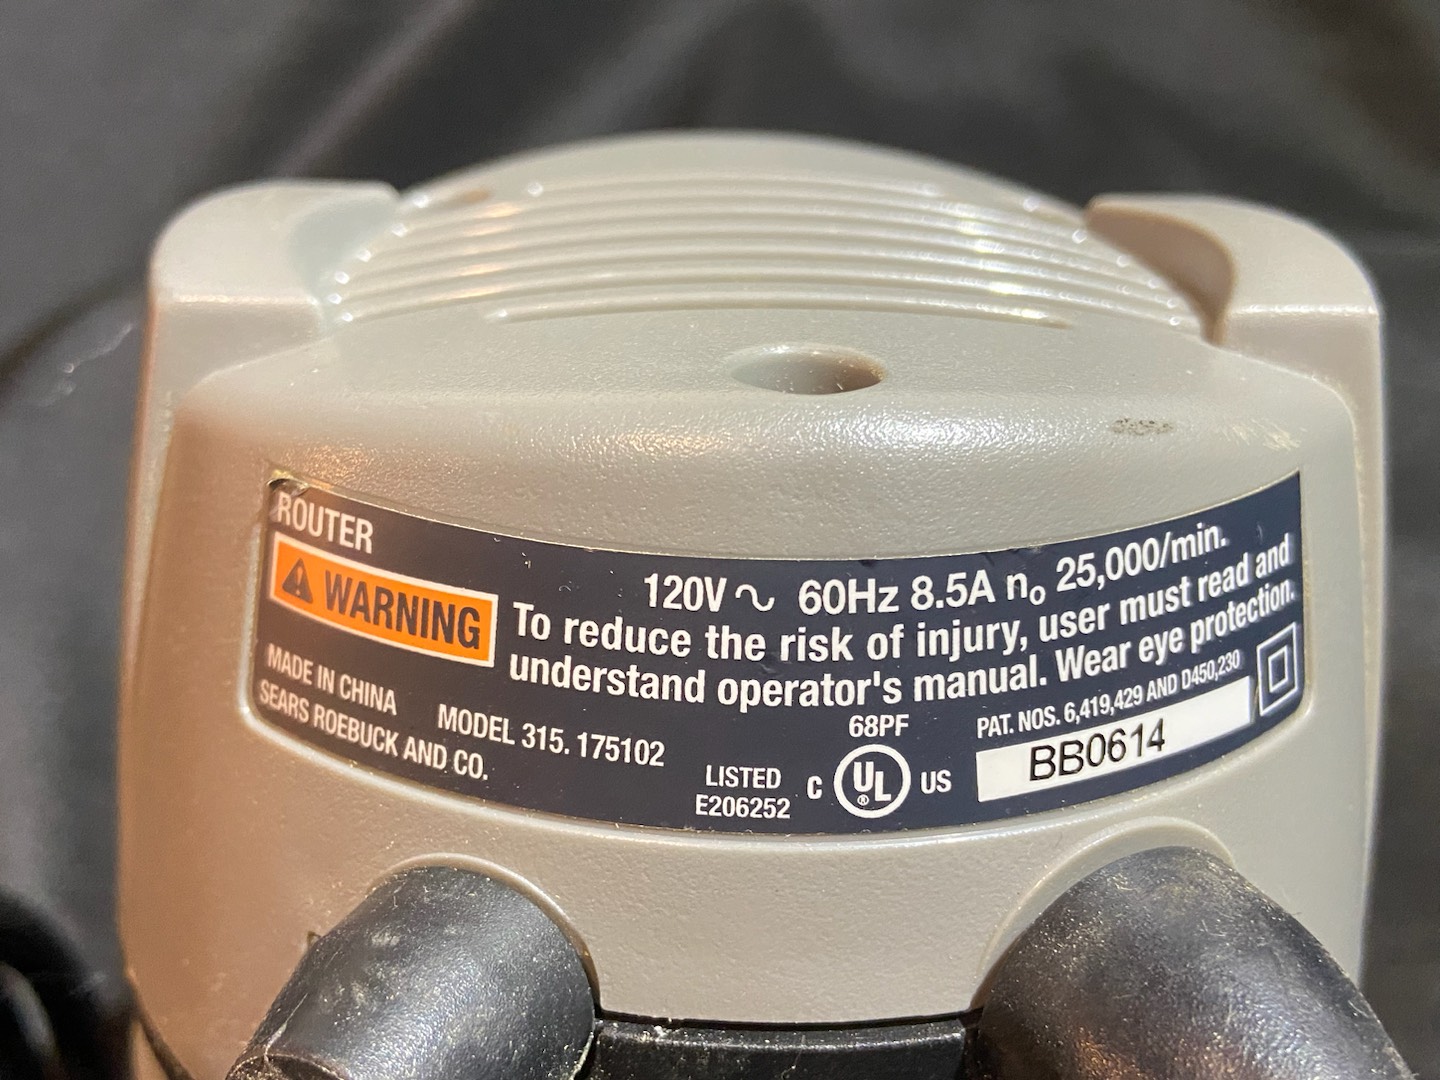 ROUTER
WARNING
120V ~ 60Hz 8.5A n₀ 25,000/min.
To reduce the risk of injury, user must read and
understand operator's manual. Wear eye protection.
MADE IN CHINA
SEARS ROEBUCK AND CO.
MODEL 315. 175102
LISTED
E206252
68PF
C UL ® US
PAT. NOS. 6,419,429 AND D450,230
BB0614